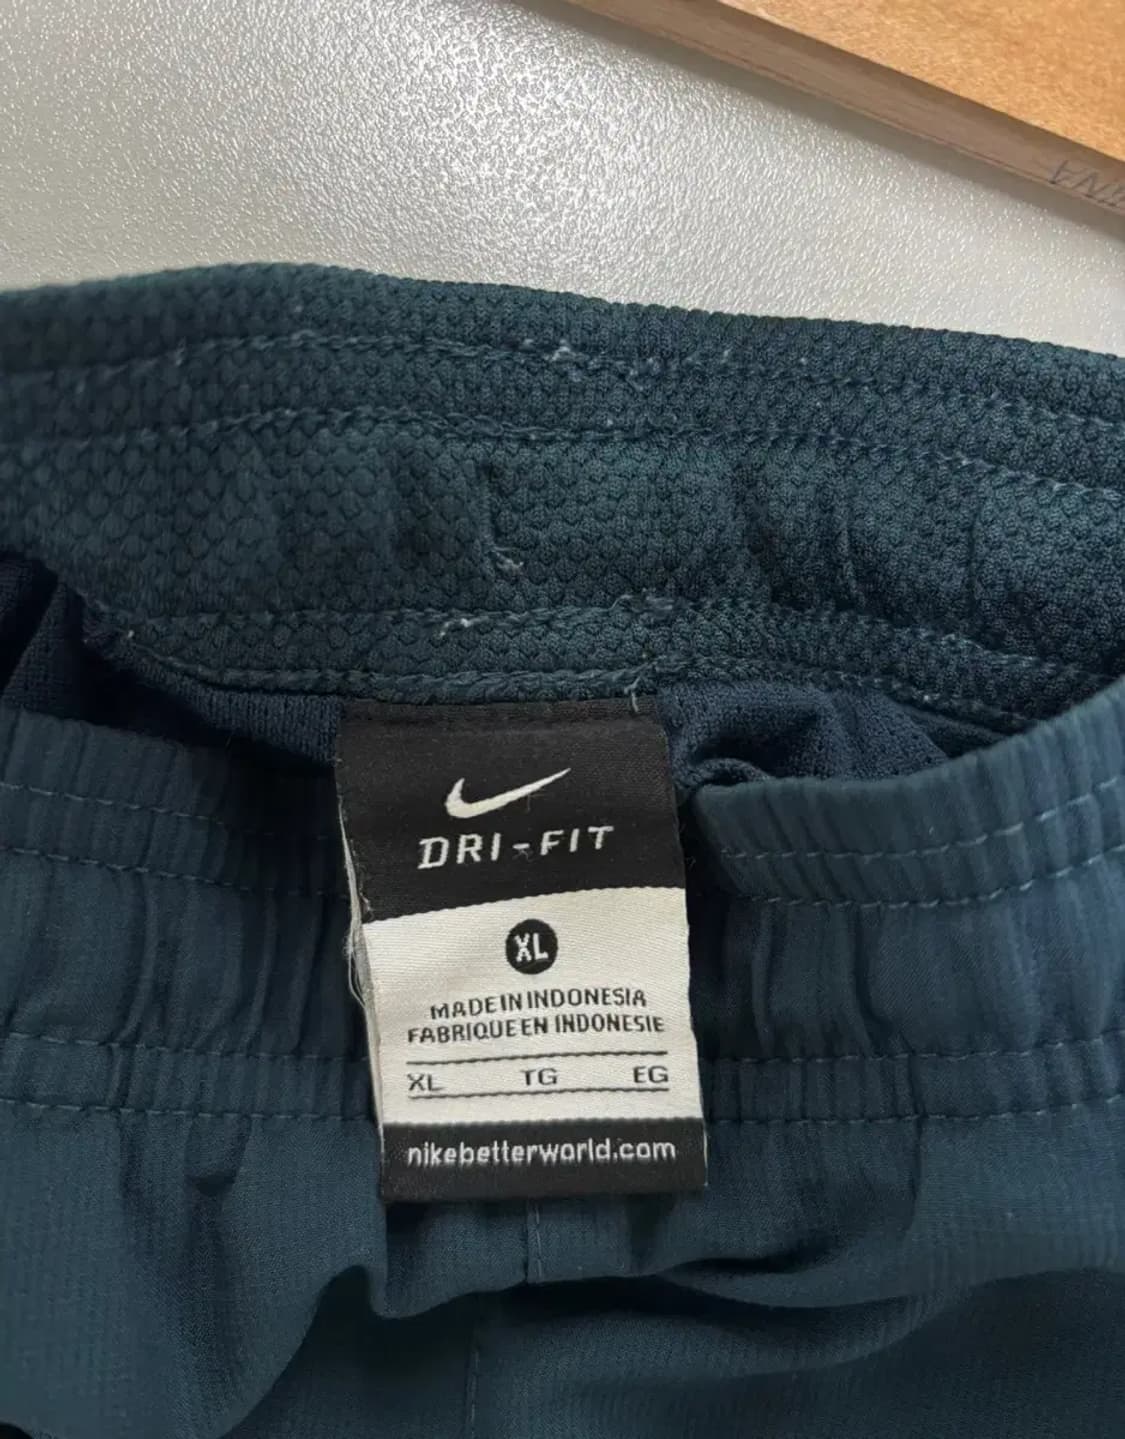 DRI-FIT
XL
MADE IN INDONESIA
FABRIQUE EN INDONESIE
XL TG EG
nikebetterworld.com